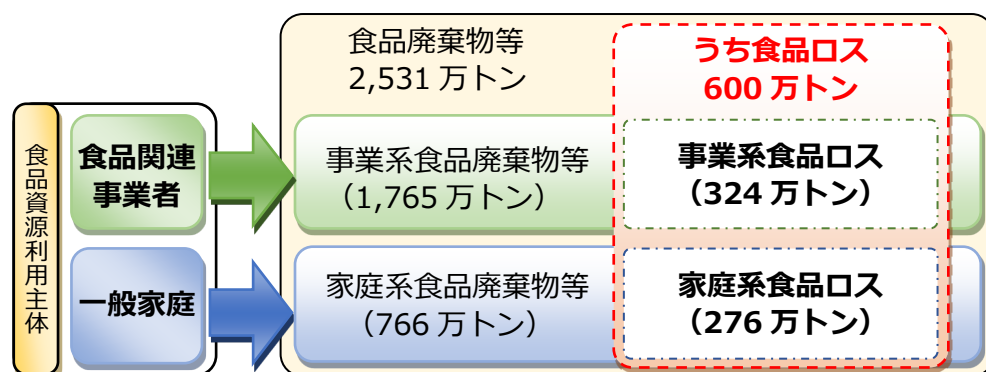 食品資源利用主体
食品関連
事業者
一般家庭
食品廃棄物等
2,531 万トン
うち食品ロス
600 万トン
事業系食品廃棄物等
（1,765 万トン）
事業系食品ロス
（324 万トン）
家庭系食品廃棄物等
（766 万トン）
家庭系食品ロス
（276 万トン）